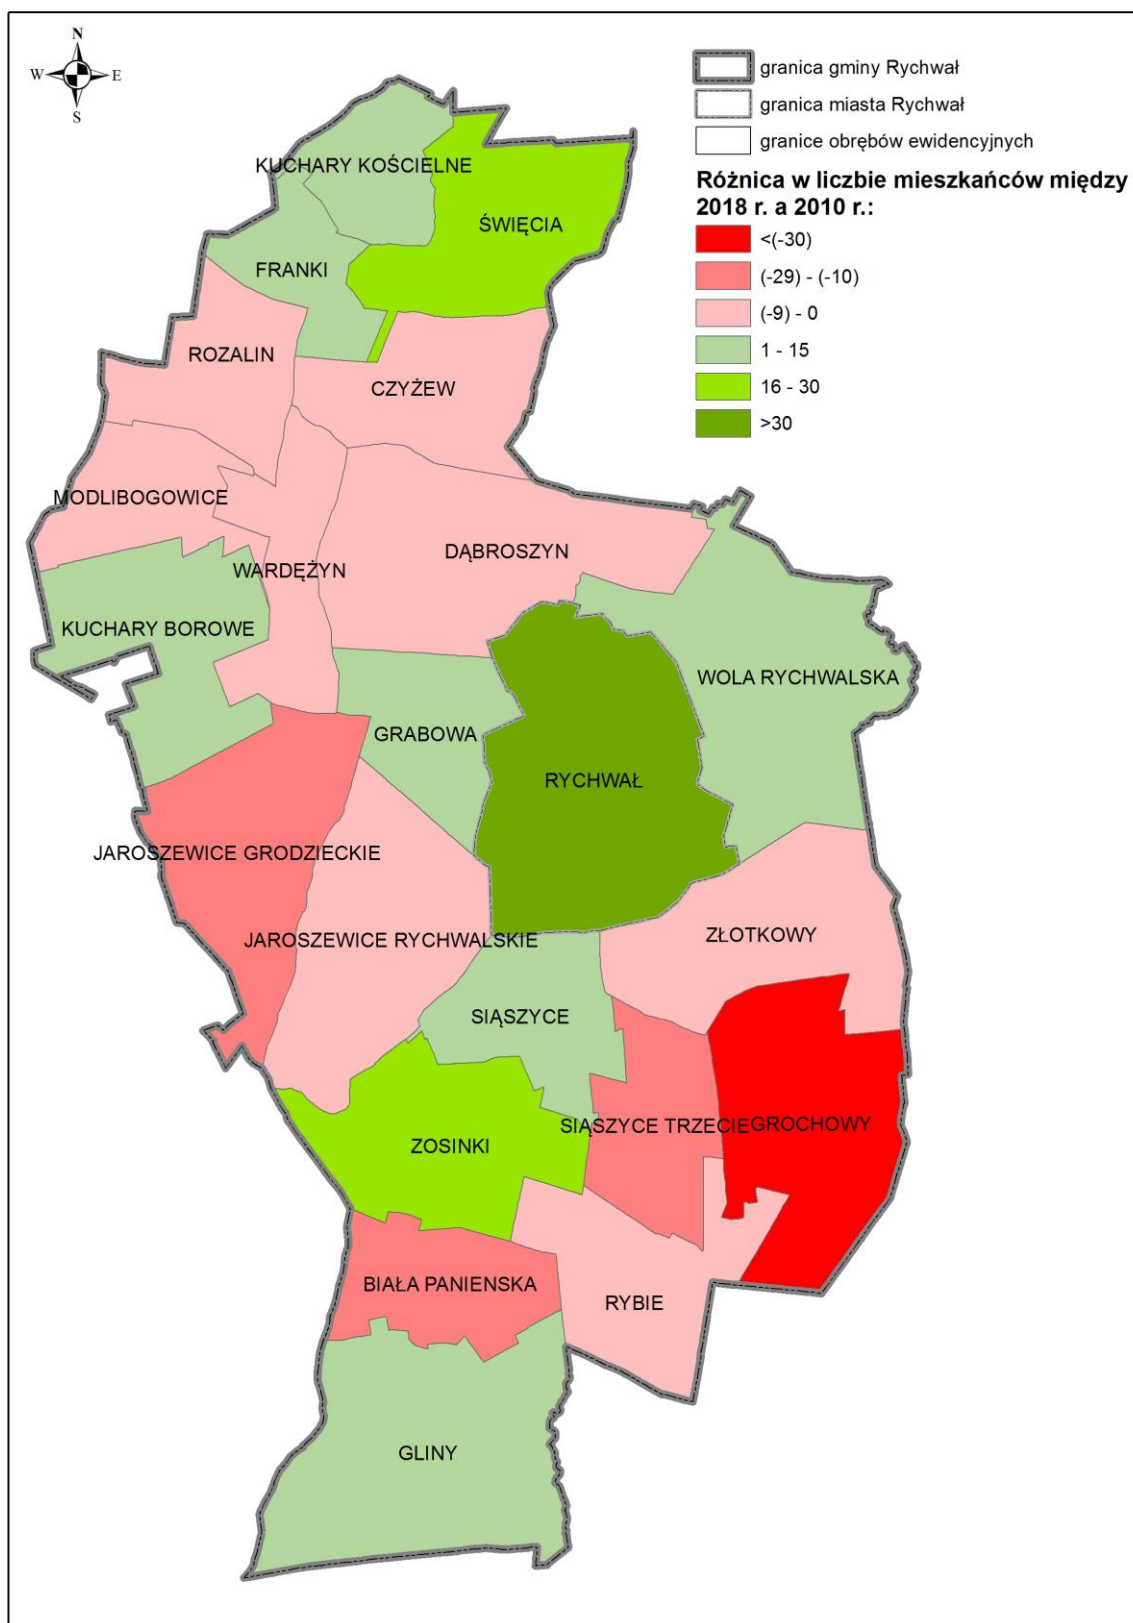 N
W E
S
granica gminy Rychwał
granica miasta Rychwał
granice obrębów ewidencyjnych
Różnica w liczbie mieszkańców między
2018 r. a 2010 r.:
<(-30)
(-29) - (-10)
(-9) - 0
1 - 15
16 - 30
>30
KUCHARY KOŚCIELNE
ŚWIĘCIA
FRANKI
ROZALIN
CZYŻEW
MODLIBOGOWICE
DĄBROSZYN
WARDĘŻYN
KUCHARY BOROWE
WOLA RYCHWALSKA
GRABOWA
RYCHWAŁ
JAROSZEWICE GRODZIECKIE
JAROSZEWICE RYCHWALSKIE
ZŁOTKOWY
SIĄSZYCE
SIĄSZYCE TRZECIE
GROCHOWY
ZOSINKI
BIAŁA PANIENSKA
RYBIE
GLINY